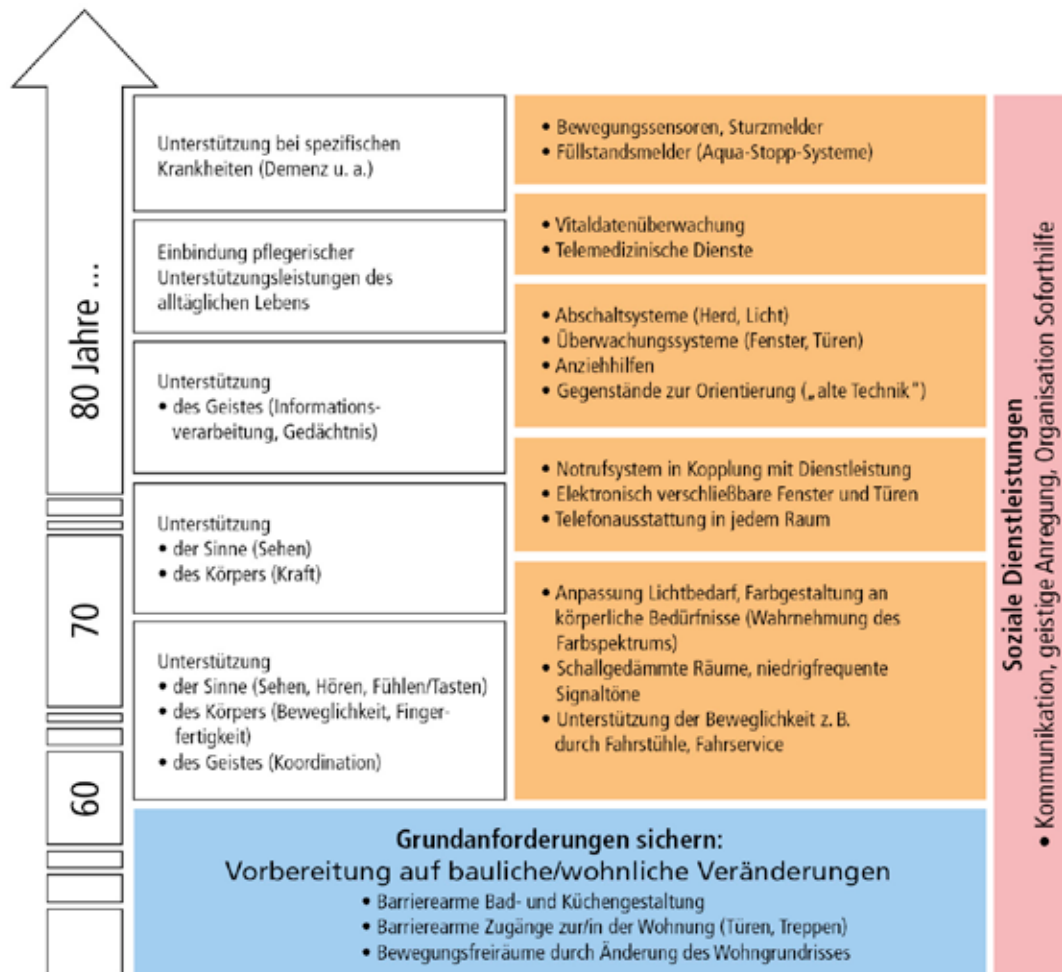 80 Jahre ...
70
60
Unterstützung bei spezifischen
Krankheiten (Demenz u. a.)
Einbindung pflegerischer
Unterstützungsleistungen des
alltäglichen Lebens
Unterstützung
• des Geistes (Informations-
verarbeitung, Gedächtnis)
Unterstützung
• der Sinne (Sehen)
• des Körpers (Kraft)
Unterstützung
• der Sinne (Sehen, Hören, Fühlen/Tasten)
• des Körpers (Beweglichkeit, Finger-
fertigkeit)
• des Geistes (Koordination)
• Bewegungssensoren, Sturzmelder
• Füllstandsmelder (Aqua-Stopp-Systeme)
• Vitaldatenüberwachung
• Telemedizinische Dienste
• Abschaltsysteme (Herd, Licht)
• Überwachungssysteme (Fenster, Türen)
• Anziehhilfen
• Gegenstände zur Orientierung („alte Technik“)
• Notrufsystem in Kopplung mit Dienstleistung
• Elektronisch verschließbare Fenster und Türen
• Telefonausstattung in jedem Raum
• Anpassung Lichtbedarf, Farbgestaltung an
körperliche Bedürfnisse (Wahrnehmung des
Farbspektrums)
• Schallgedämmte Räume, niedrigfrequente
Signaltöne
• Unterstützung der Beweglichkeit z. B.
durch Fahrstühle, Fahrservice
Soziale Dienstleistungen
• Kommunikation, geistige Anregung, Organisation Soforthilfe
Grundanforderungen sichern:
Vorbereitung auf bauliche/wohnliche Veränderungen
• Barrierearme Bad- und Küchengestaltung
• Barrierearme Zugänge zur/in der Wohnung (Türen, Treppen)
• Bewegungsfreiräume durch Änderung des Wohngrundrisses